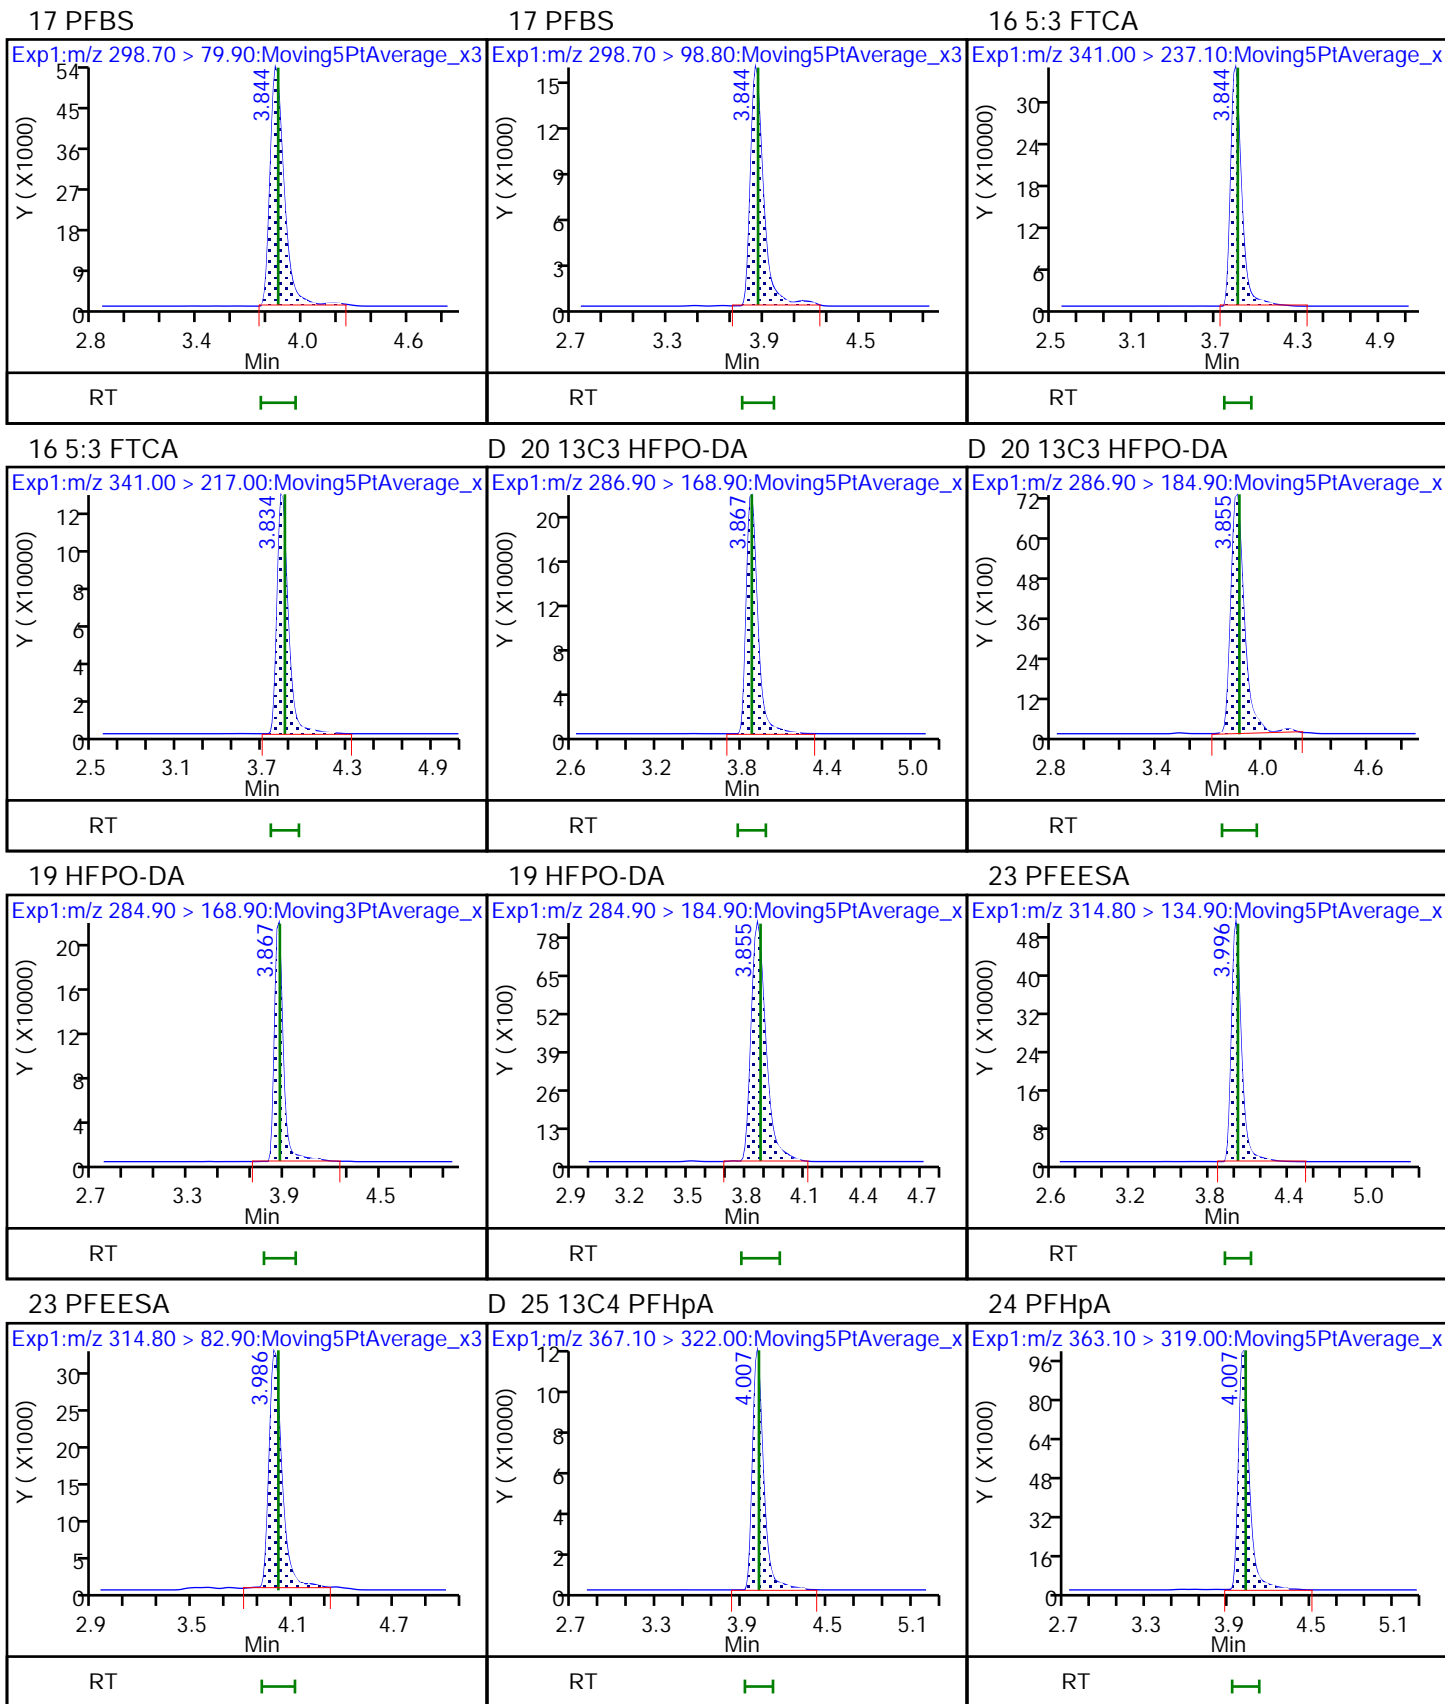 17 PFBS
Exp1:m/z 298.70 > 79.90:Moving5PtAverage_x3
3.844
Y ( X10000)
54
45
36
27
18
9
0
2.8 3.4 4.0 4.6
Min
RT
17 PFBS
Exp1:m/z 298.70 > 98.80:Moving5PtAverage_x3
3.844
Y ( X10000)
15
12
9
6
3
0
2.7 3.3 3.9 4.5
Min
RT
16 5:3 FTCA
Exp1:m/z 341.00 > 237.10:Moving5PtAverage_x
3.844
Y ( X10000)
30
24
18
12
6
0
2.5 3.1 3.7 4.3 4.9
Min
RT
16 5:3 FTCA
Exp1:m/z 341.00 > 217.00:Moving5PtAverage_x
3.834
Y ( X10000)
12
10
8
6
4
2
0
2.5 3.1 3.7 4.3 4.9
Min
RT
D 20 13C3 HFPO-DA
Exp1:m/z 286.90 > 168.90:Moving5PtAverage_x
3.867
Y ( X10000)
20
16
12
8
4
0
2.6 3.2 3.8 4.4 5.0
Min
RT
D 20 13C3 HFPO-DA
Exp1:m/z 286.90 > 184.90:Moving5PtAverage_x
3.855
Y ( X100)
72
60
48
36
24
12
0
2.8 3.4 4.0 4.6
Min
RT
19 HFPO-DA
Exp1:m/z 284.90 > 168.90:Moving3PtAverage_x
3.867
Y ( X10000)
20
16
12
8
4
0
2.7 3.3 3.9 4.5
Min
RT
19 HFPO-DA
Exp1:m/z 284.90 > 184.90:Moving5PtAverage_x
3.855
Y ( X100)
78
65
52
39
26
13
0
2.9 3.2 3.5 3.8 4.1 4.4 4.7
Min
RT
23 PFEESA
Exp1:m/z 314.80 > 134.90:Moving5PtAverage_x
3.996
Y ( X10000)
48
40
32
24
16
8
0
2.6 3.2 3.8 4.4 5.0
Min
RT
23 PFEESA
Exp1:m/z 314.80 > 82.90:Moving5PtAverage_x3
3.986
Y ( X1000)
30
25
20
15
10
5
0
2.9 3.5 4.1 4.7
Min
RT
D 25 13C4 PFHpA
Exp1:m/z 367.10 > 322.00:Moving5PtAverage_x
4.007
Y ( X10000)
12
10
8
6
4
2
0
2.7 3.3 3.9 4.5 5.1
Min
RT
24 PFHpA
Exp1:m/z 363.10 > 319.00:Moving5PtAverage_x
4.007
Y ( X1000)
96
80
64
48
32
16
0
2.7 3.3 3.9 4.5 5.1
Min
RT